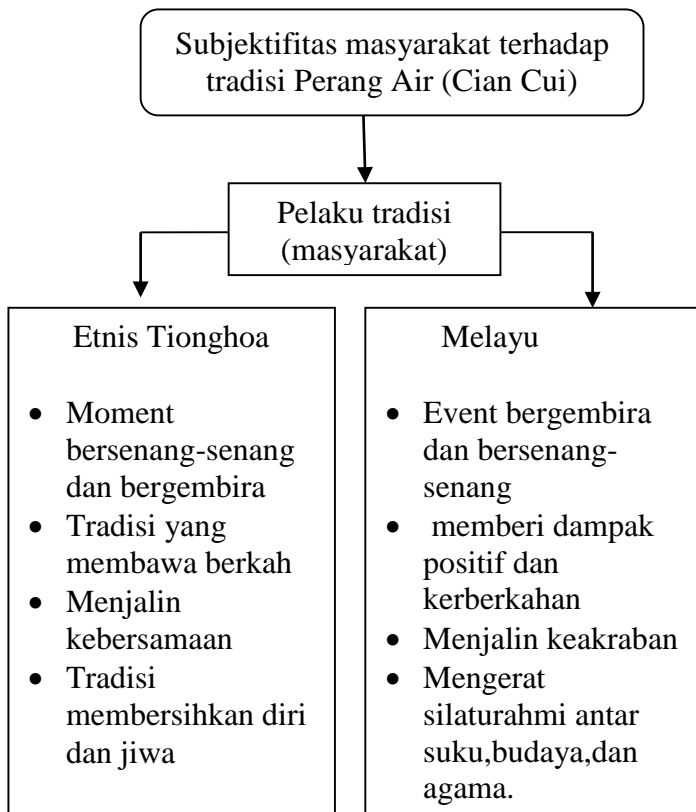 Subjektifitas masyarakat terhadap
tradisi Perang Air (Cian Cui)
Pelaku tradisi
(masyarakat)
Etnis Tionghoa
• Moment
bersenang-senang
dan bergembira
• Tradisi yang
membawa berkah
• Menjalin
kebersamaan
• Tradisi
membersihkan diri
dan jiwa
Melayu
• Event bergembira
dan bersenang-
senang
• memberi dampak
positif dan
kerberkahan
• Menjalin keakraban
• Mengerat
silaturahmi antar
suku,budaya,dan
agama.